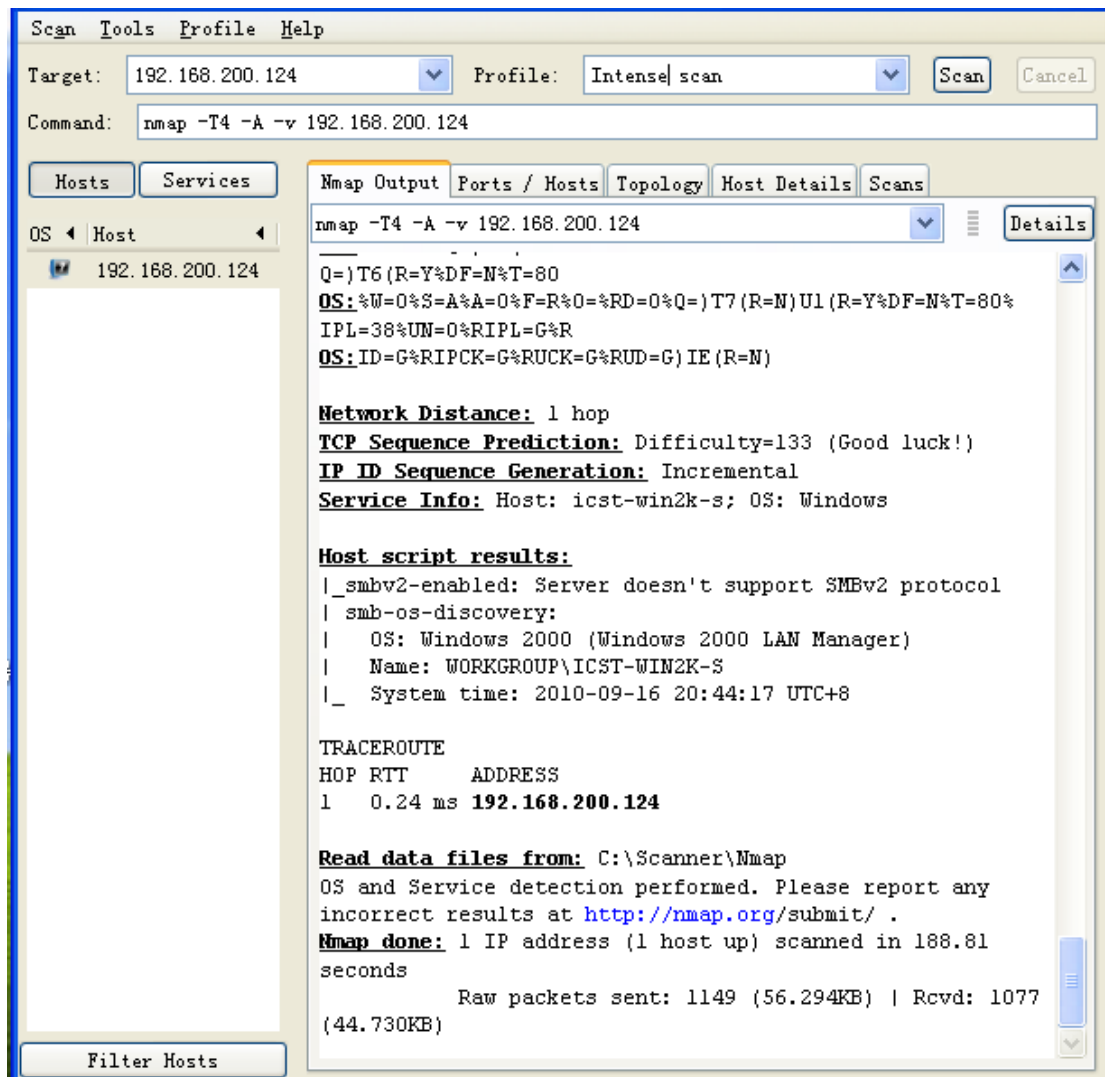 Scan Tools Profile Help
Target: 192.168.200.124 Profile: Intense scan Scan Cancel
Command: nmap -T4 -A -v 192.168.200.124
Hosts Services
Nmap Output Ports / Hosts Topology Host Details Scans
OS Host
nmap -T4 -A -v 192.168.200.124 Details
192.168.200.124
Q=)T6(R=Y%DF=N%T=80
OS:%W=0%S=A%A=O%F=R%O=%RD=0%Q=)T7(R=N)U1(R=Y%DF=N%T=80%
IPL=38%UN=0%RIPL=G%R
OS:ID=G%RIPCK=G%RUCK=G%RUD=G)IE(R=N)
Network Distance: 1 hop
TCP Sequence Prediction: Difficulty=133 (Good luck!)
IP ID Sequence Generation: Incremental
Service Info: Host: icst-win2k-s; OS: Windows
Host script results:
|_smbv2-enabled: Server doesn't support SMBv2 protocol
| smb-os-discovery:
|   OS: Windows 2000 (Windows 2000 LAN Manager)
|   Name: WORKGROUP\ICST-WIN2K-S
|_  System time: 2010-09-16 20:44:17 UTC+8
TRACEROUTE
HOP RTT     ADDRESS
1   0.24 ms 192.168.200.124
Read data files from: C:\Scanner\Nmap
OS and Service detection performed. Please report any
incorrect results at http://nmap.org/submit/ .
Nmap done: 1 IP address (1 host up) scanned in 188.81
seconds
Raw packets sent: 1149 (56.294KB) | Rcvd: 1077
(44.730KB)
Filter Hosts